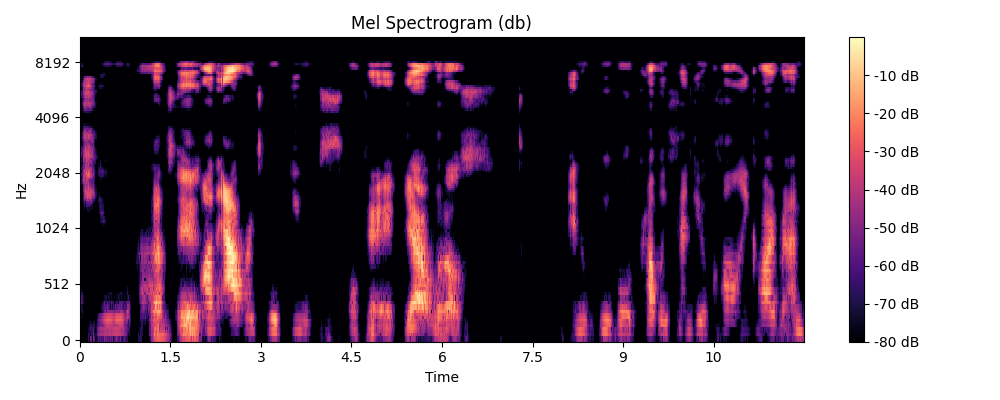 Mel Spectrogram (db)
8192
4096
2048
1024
512
0
Hz
0 1.5 3 4.5 6 7.5 9 10
Time
-10 dB
-20 dB
-30 dB
-40 dB
-50 dB
-60 dB
-70 dB
-80 dB